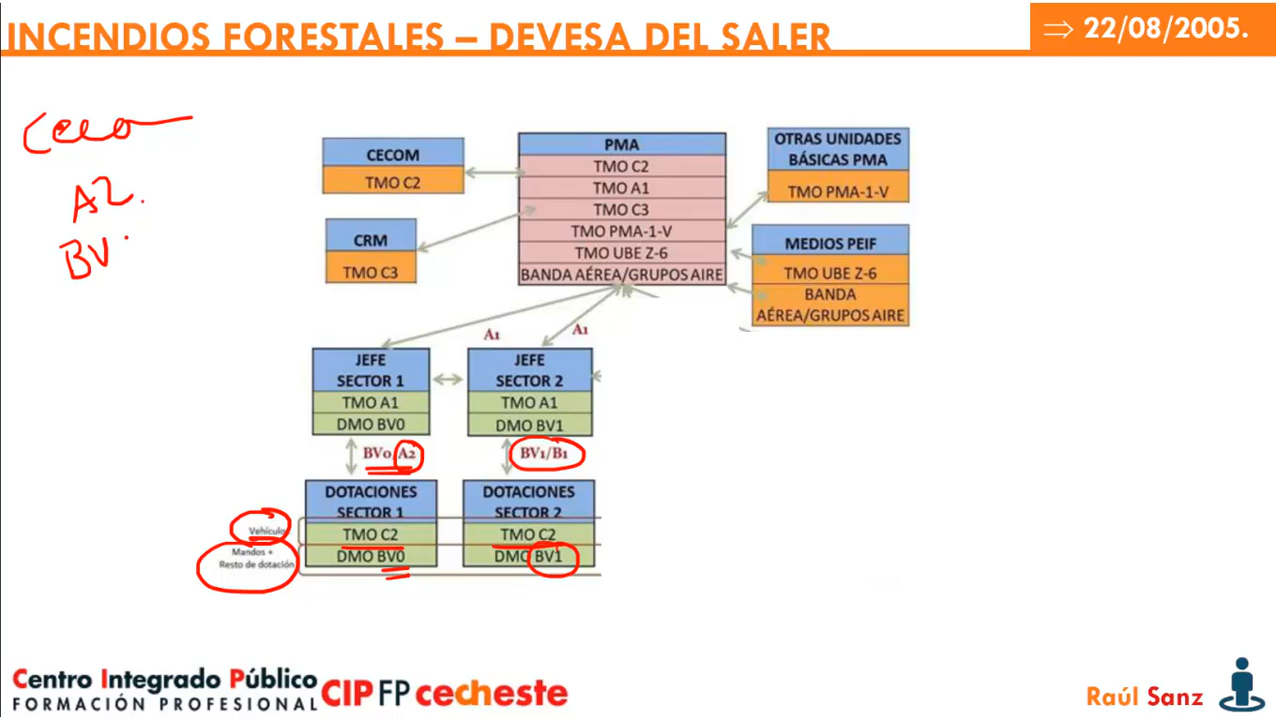 INCENDIOS FORESTALES – DEVESA DEL SALER
⇒ 22/08/2005.
Cecom
A2.
BV.
CECOM
TMO C2
CRM
TMO C3
PMA
TMO C2
TMO A1
TMO C3
TMO PMA-1-V
TMO UBE Z-6
BANDA AÉREA/GRUPOS AIRE
OTRAS UNIDADES
BÁSICAS PMA
TMO PMA-1-V
MEDIOS PEIF
TMO UBE Z-6
BANDA
AÉREA/GRUPOS AIRE
A1
A1
JEFE
SECTOR 1
TMO A1
DMO BV0
JEFE
SECTOR 2
TMO A1
DMO BV1
BV0 A2
BV1/B1
DOTACIONES
SECTOR 1
TMO C2
DMO BV0
DOTACIONES
SECTOR 2
TMO C2
DMO BV1
Vehículo
Mandos +
Resto de dotación
Centro Integrado Público
FORMACIÓN PROFESIONAL
CIPFP cecheste
Raúl Sanz